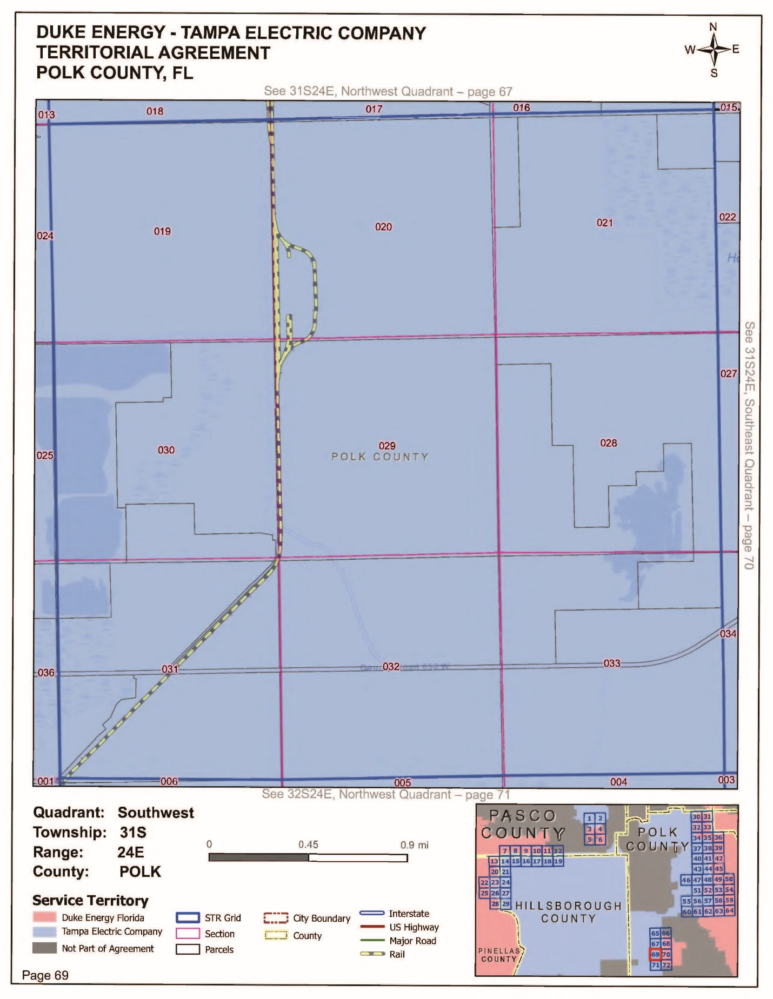 DUKE ENERGY - TAMPA ELECTRIC COMPANY
TERRITORIAL AGREEMENT
POLK COUNTY, FL
N
W E
S
See 31S24E, Northwest Quadrant – page 67
013 018 017 016 015
024 019 020 021 022
See 31S24E, Southeast Quadrant – page 70
027
025 030 029 028
POLK COUNTY
034
036 031 032 033
001 006 005 004 003
See 32S24E, Northwest Quadrant – page 71
Quadrant: Southwest
Township: 31S
Range: 24E
County: POLK
0 0.45 0.9 mi
Service Territory
Duke Energy Florida
Tampa Electric Company
Not Part of Agreement
STR Grid
Section
Parcels
City Boundary
County
Interstate
US Highway
Major Road
Rail
PASCO
COUNTY
POLK
COUNTY
HILLSBOROUGH
COUNTY
PINELLAS
COUNTY
1 2
3 4
5 6
7 8 9 10 11 12
13 14 15 16 17 18 19
20 21
22 23 24
25 26 27
28 29
30 31
32 33
34 35 36
37 38 39
40 41 42
43 44 45
46 47 48 49 50
51 52 53 54
55 56 57 58 59
60 61 62 63 64
65 66
67 68
69 70
71 72
Page 69